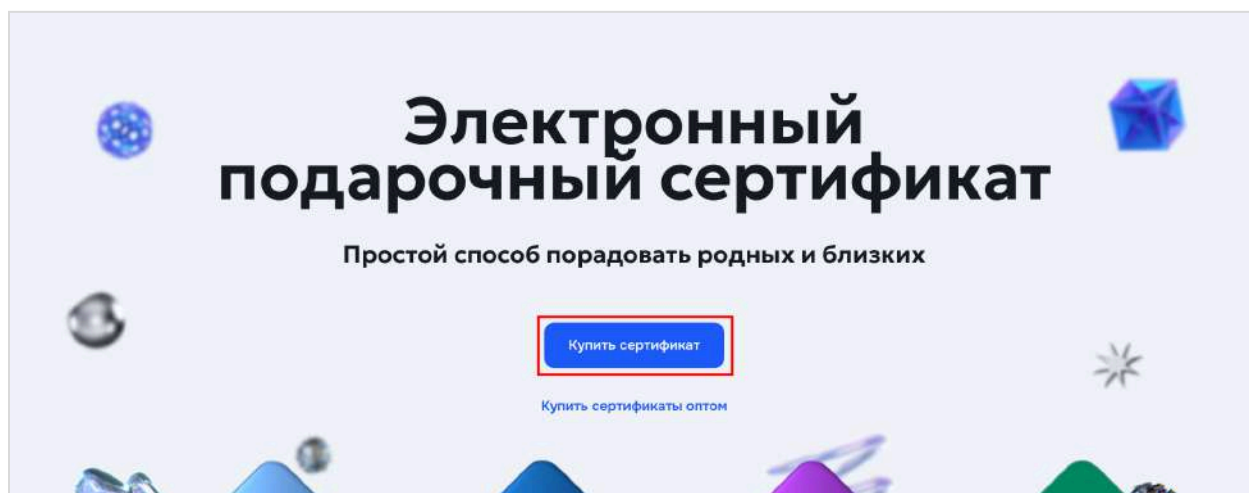 Электронный
подарочный сертификат
Простой способ порадовать родных и близких
Купить сертификат
Купить сертификаты оптом